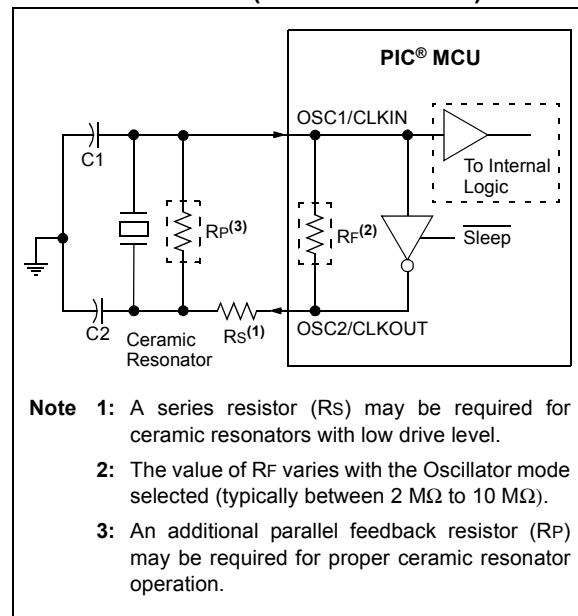 PIC® MCU
OSC1/CLKIN
C1
To Internal
Logic
RP(3)
RF(2)
Sleep
C2
Ceramic
Resonator
RS(1)
OSC2/CLKOUT
Note 1: A series resistor (RS) may be required for
ceramic resonators with low drive level.
2: The value of RF varies with the Oscillator mode
selected (typically between 2 MΩ to 10 MΩ).
3: An additional parallel feedback resistor (RP)
may be required for proper ceramic resonator
operation.